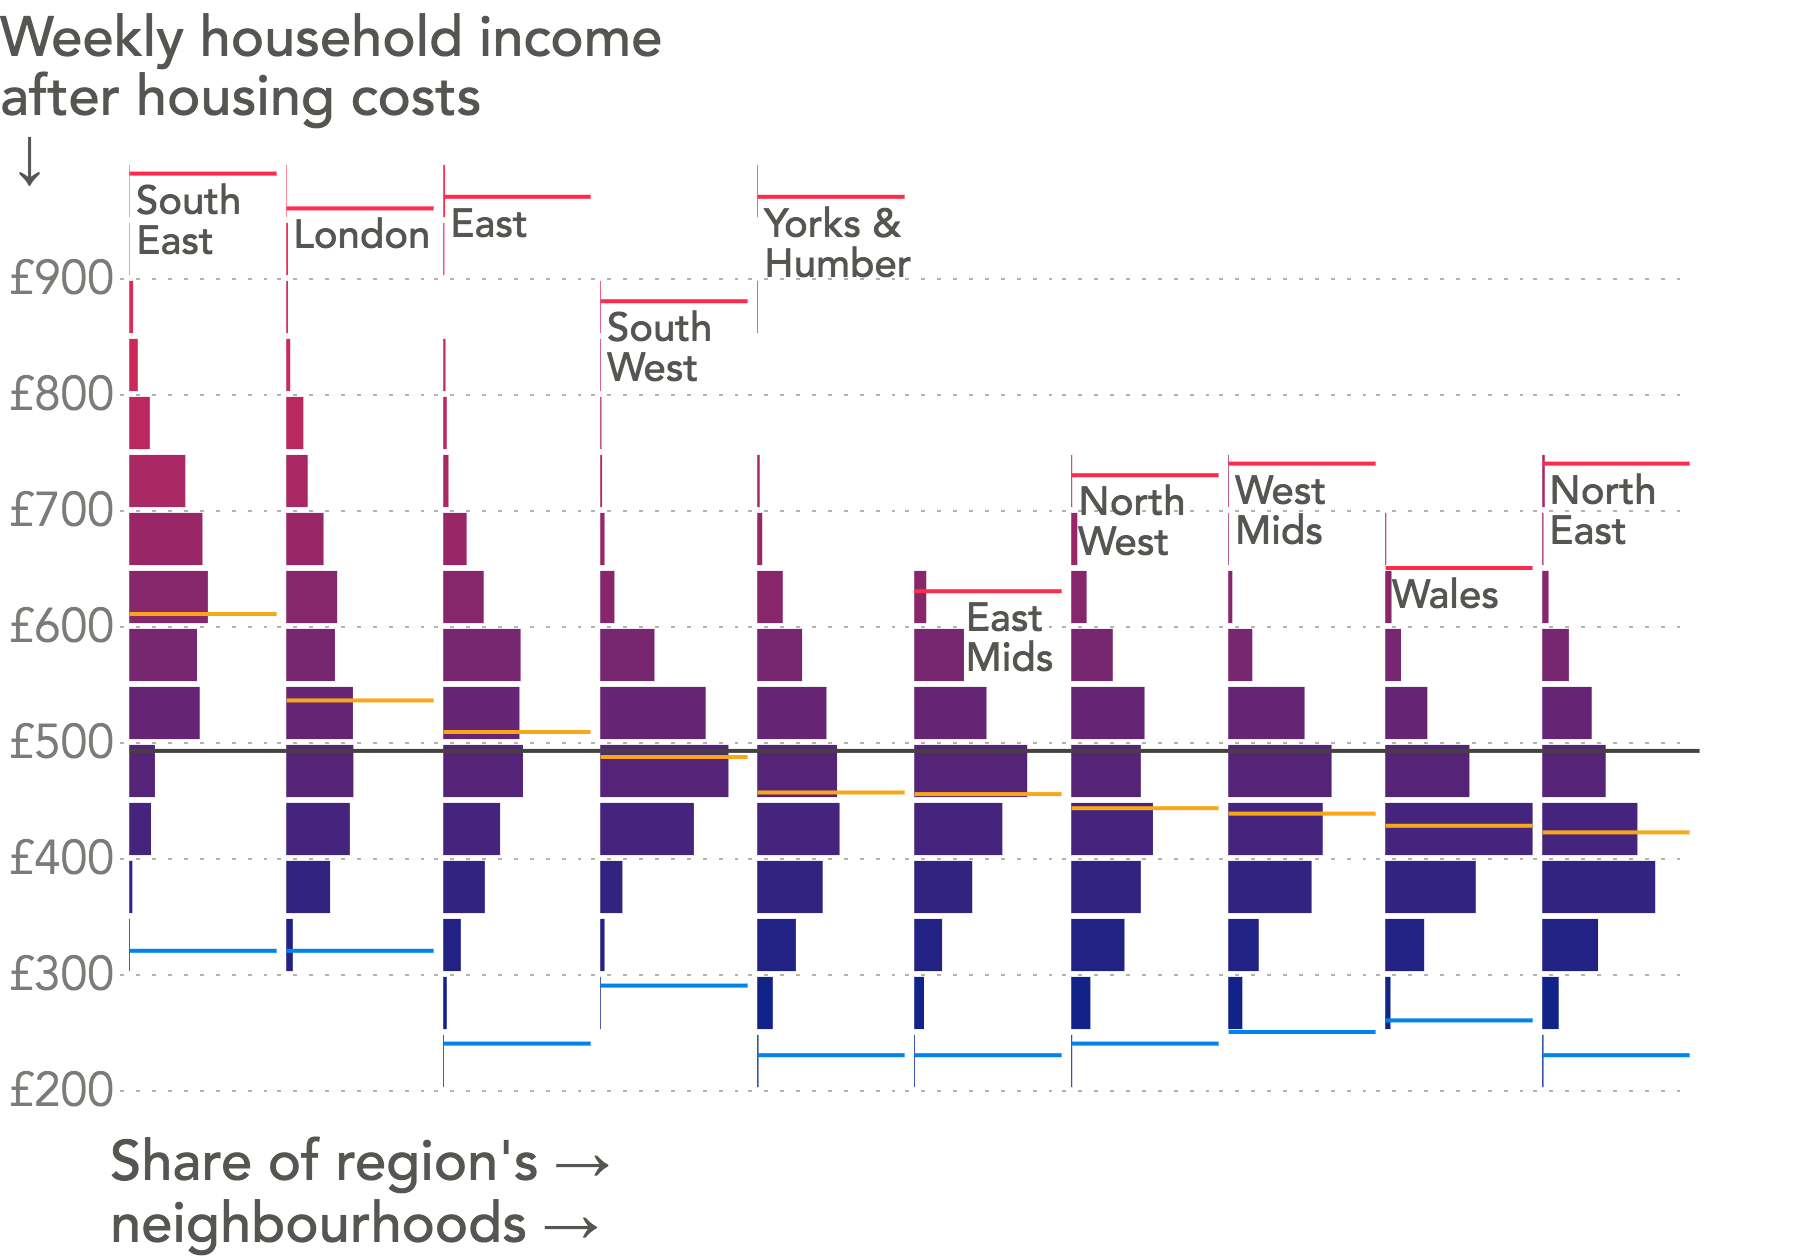 Weekly household income
after housing costs
↓
South
East
London
East
Yorks &
Humber
£900
South
West
£800
£700
North
West
West
Mids
North
East
Wales
£600
East
Mids
£500
£400
£300
£200
Share of region's →
neighbourhoods →